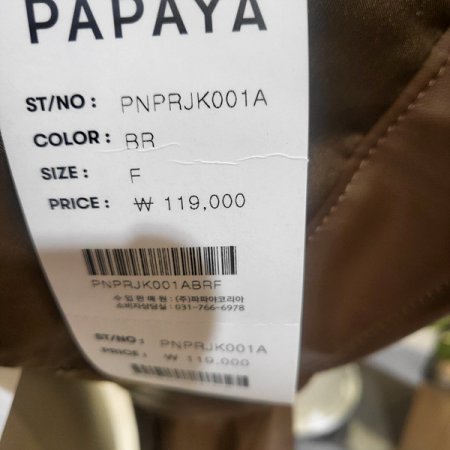 PAPAYA
ST/NO : PNPRJK001A
COLOR : BR
SIZE : F
PRICE : ₩ 119,000
PNPRJK001ABRF
수 입 판 매 원 : (주)파파야코리아
소비자상담실 : 031-766-6978
ST/NO : PNPRJK001A
PRICE : ₩ 119,000